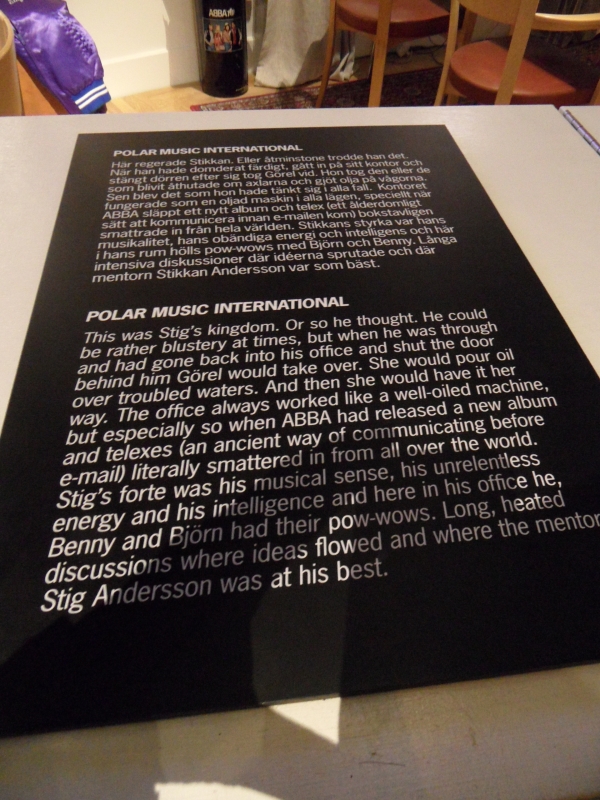 ABBA
POLAR MUSIC INTERNATIONAL
Här regerade Stikkan. Eller åtminstone trodde han det.
När han hade domderat färdigt, gått in på sitt kontor och
stängt dörren efter sig tog Görel vid. Hon tog den eller de
som blivit åthutade om axlarna och gjöt olja på vågorna.
Sen blev det som hon hade tänkt sig i alla fall. Kontoret
fungerade som en oljad maskin i alla lägen, speciellt när
ABBA släppt ett nytt album och telex (ett ålderdomligt
sätt att kommunicera innan e-mailen kom) bokstavligen
smattrade in från hela världen. Stikkans styrka var hans
musikalitet, hans obändiga energi och intelligens och här
i hans rum hölls pow-wows med Björn och Benny. Långa
intensiva diskussioner där idéerna sprutade och där
mentorn Stikkan Andersson var som bäst.
POLAR MUSIC INTERNATIONAL
This was Stig's kingdom. Or so he thought. He could
be rather blustery at times, but when he was through
and had gone back into his office and shut the door
behind him Görel would take over. She would pour oil
over troubled waters. And then she would have it her
way. The office always worked like a well-oiled machine,
but especially so when ABBA had released a new album
and telexes (an ancient way of communicating before
e-mail) literally smattered in from all over the world.
Stig's forte was his musical sense, his unrelentless
energy and his intelligence and here in his office he,
Benny and Björn had their pow-wows. Long, heated
discussions where ideas flowed and where the mentor
Stig Andersson was at his best.